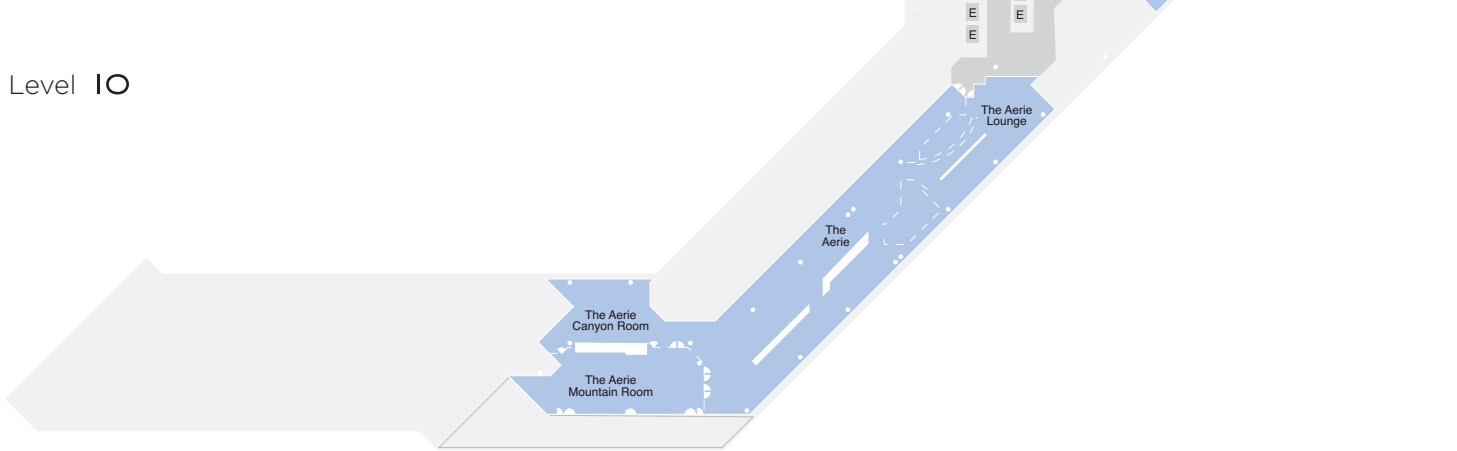 E
E
E
Level 10
The Aerie
Lounge
The
Aerie
The Aerie
Canyon Room
The Aerie
Mountain Room